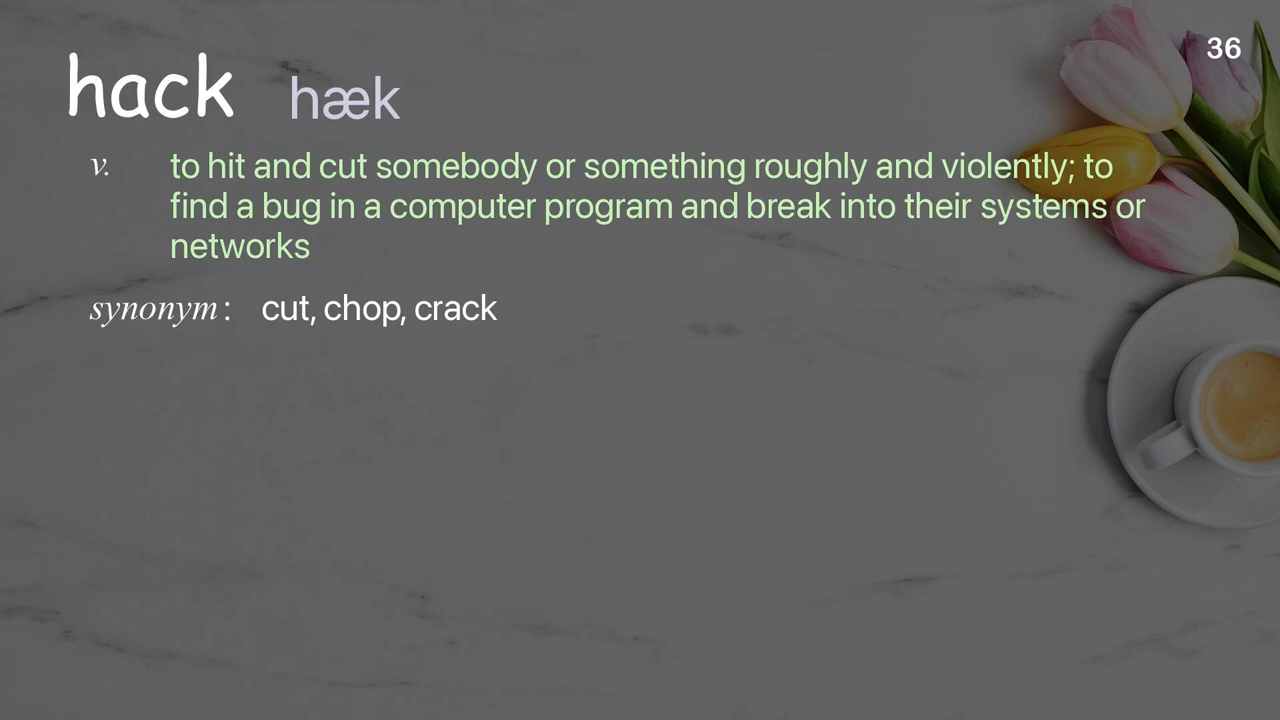 36
hack hæk
v. to hit and cut somebody or something roughly and violently; to
find a bug in a computer program and break into their systems or
networks
synonym: cut, chop, crack